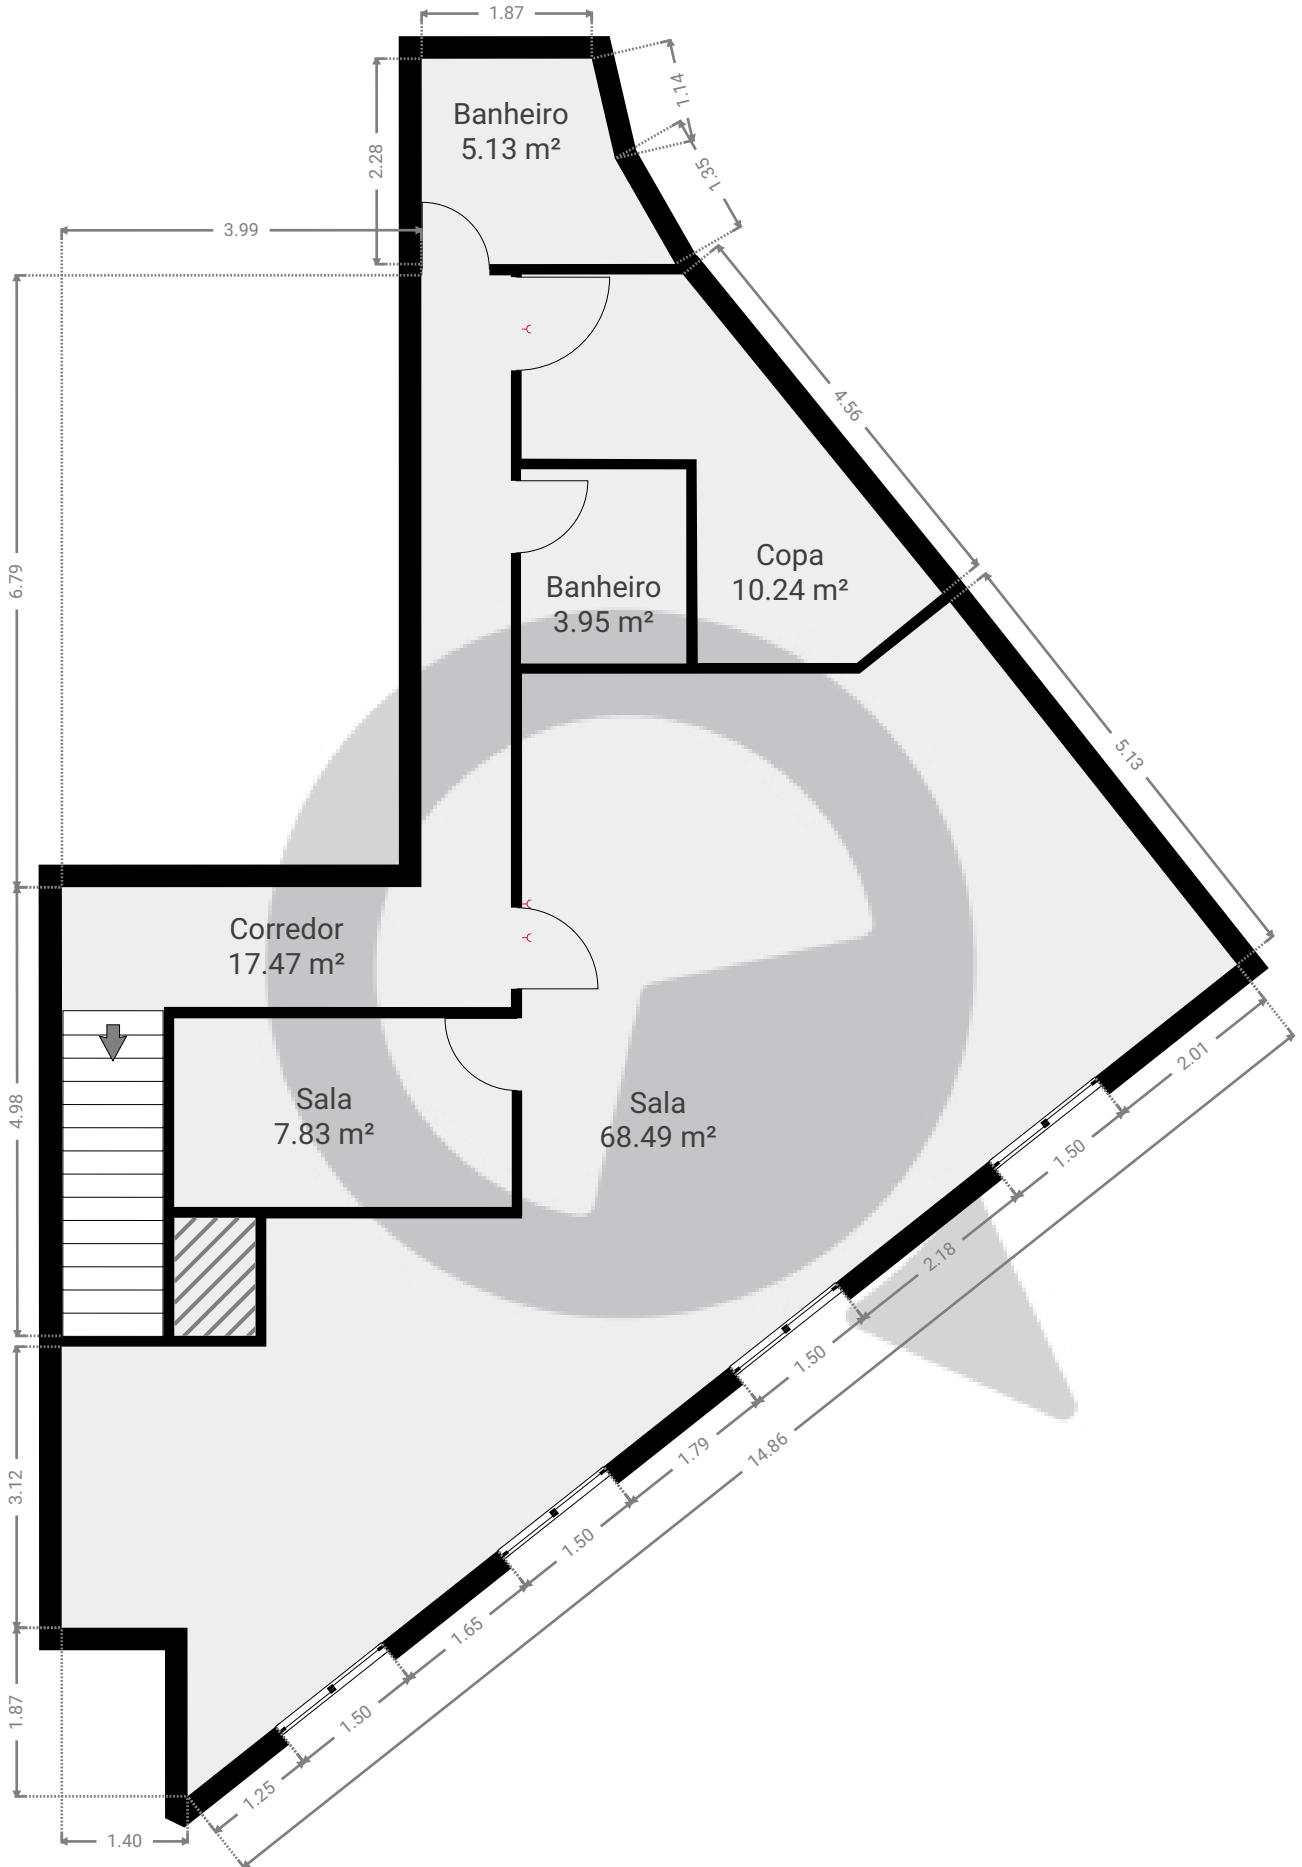 1.87
1.14
Banheiro
5.13 m²
2.28
1.35
3.99
4.56
6.79
Copa
10.24 m²
Banheiro
3.95 m²
5.13
Corredor
17.47 m²
2.01
Sala
7.83 m²
Sala
68.49 m²
4.98
1.50
2.18
1.50
1.79
14.86
3.12
1.50
1.65
1.87
1.50
1.25
1.40